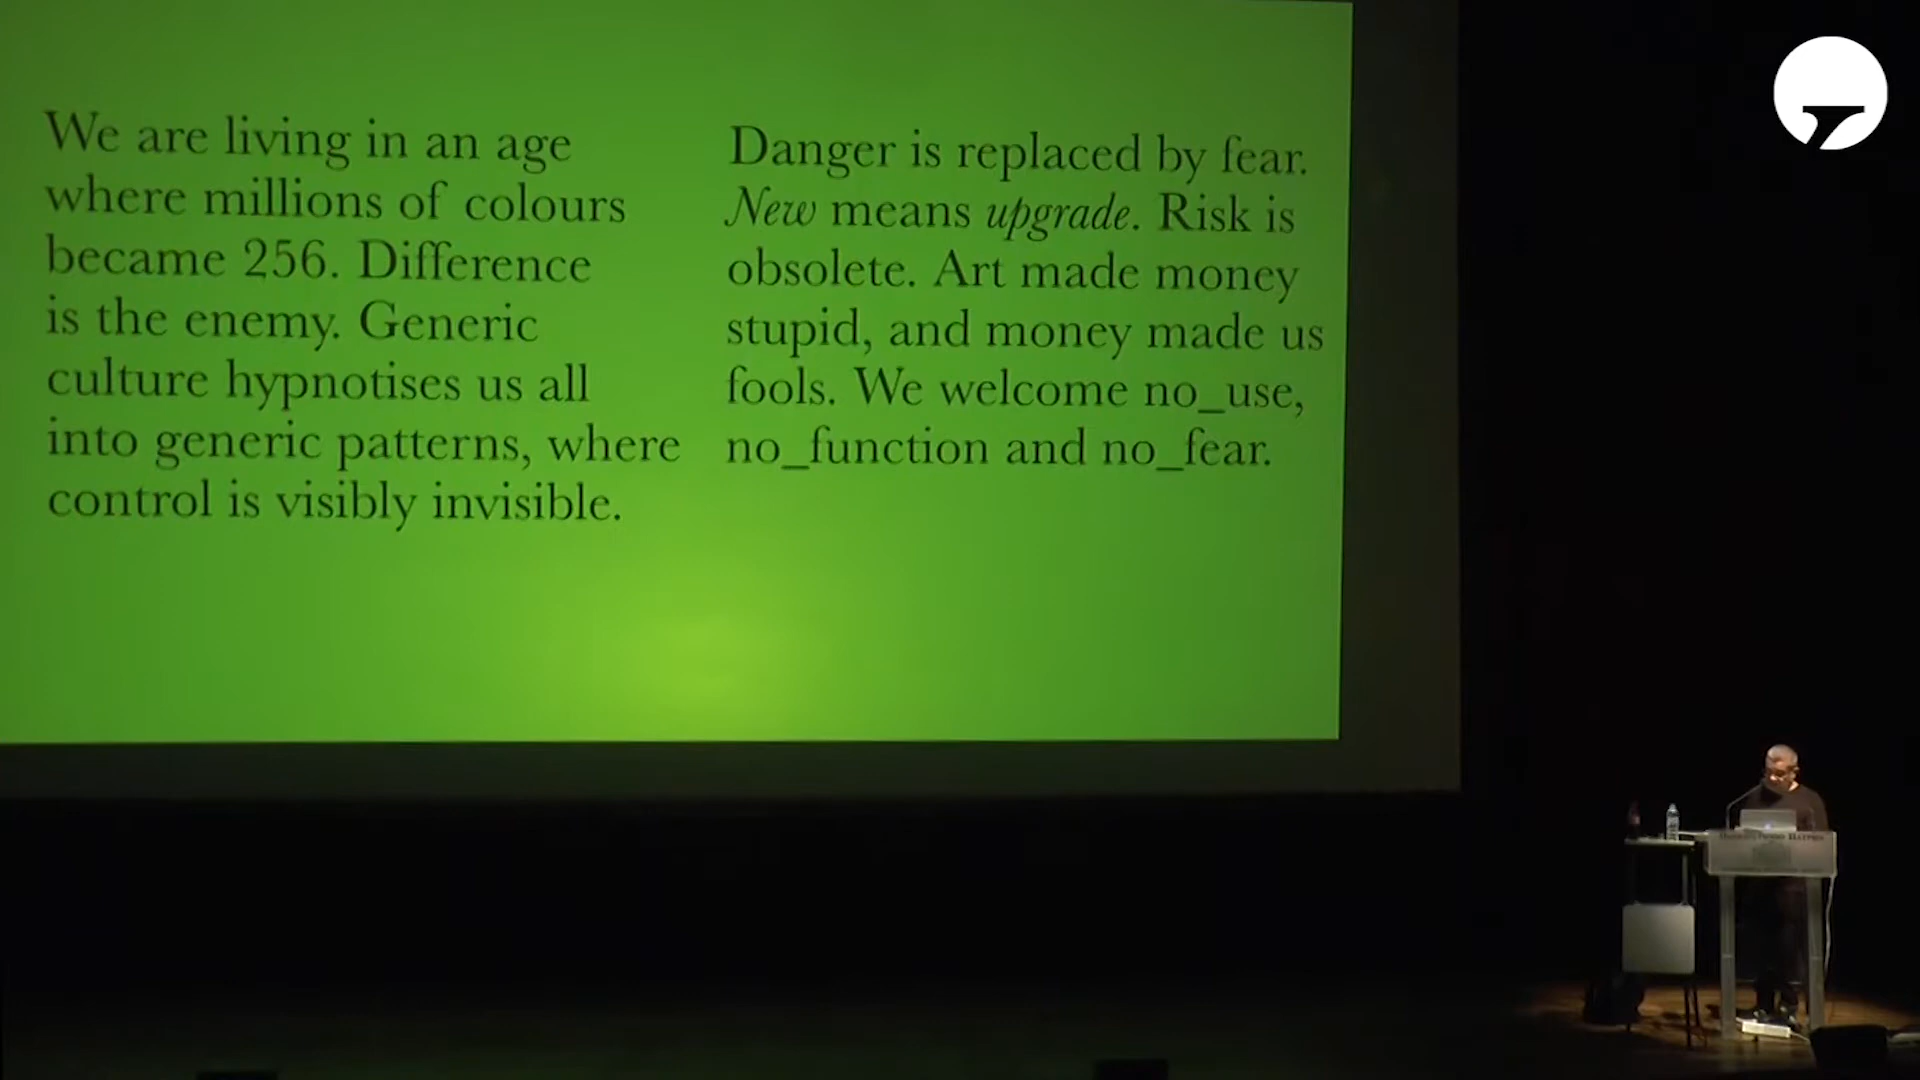 We are living in an age
where millions of colours
became 256. Difference
is the enemy. Generic
culture hypnotises us all
into generic patterns, where
control is visibly invisible.
Danger is replaced by fear.
New means upgrade. Risk is
obsolete. Art made money
stupid, and money made us
fools. We welcome no_use,
no_function and no_fear.